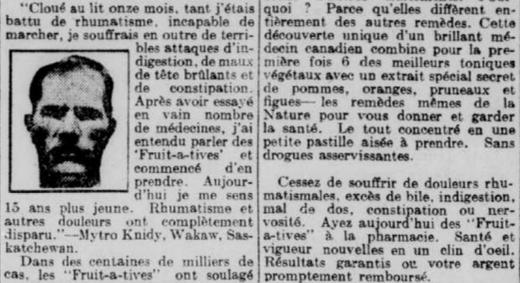 "Cloué au lit onze mois, tant j'étais
battu de rhumatisme, incapable de
marcher, je souffrais en outre de terri-
bles attaques d'in-
digestion, de maux
de tête brûlants et
de constipation.
Après avoir essayé
en vain nombre
de médecines, j'ai
entendu parler des
'Fruit-a-tives' et
commencé d'en
prendre. Aujour-
d'hui je me sens
15 ans plus jeune. Rhumatisme et
autres douleurs ont complètement
disparu."—Mytro Knidy, Wakaw, Sas-
katchewan.
Dans des centaines de milliers de
cas, les "Fruit-a-tives" ont soulagé
quoi ? Parce qu'elles diffèrent en-
tièrement des autres remèdes. Cette
découverte unique d'un brillant mé-
decin canadien combine pour la pre-
mière fois 6 des meilleurs toniques
végétaux avec un extrait spécial secret
de pommes, oranges, pruneaux et
figues—les remèdes mêmes de la
Nature pour vous donner et garder
la santé. Le tout concentré en une
petite pastille aisée à prendre. Sans
drogues asservissantes.
Cessez de souffrir de douleurs rhu-
matismales, excès de bile, indigestion,
mal de dos, constipation ou ner-
vosité. Ayez aujourd'hui des "Fruit-
a-tives" à la pharmacie. Santé et
vigueur nouvelles en un clin d'oeil.
Résultats garantis ou votre argent
promptement remboursé.